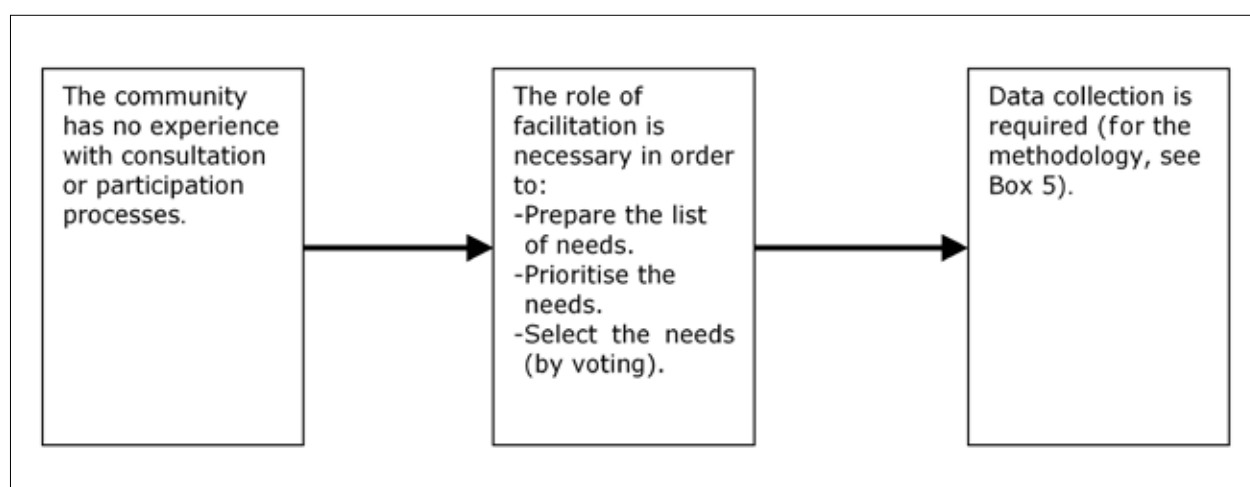 The community
has no experience
with consultation
or participation
processes.
The role of
facilitation is
necessary in order
to:
-Prepare the list
of needs.
-Prioritise the
needs.
-Select the needs
(by voting).
Data collection is
required (for the
methodology, see
Box 5).